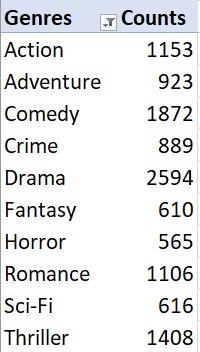 Genres Counts
Action 1153
Adventure 923
Comedy 1872
Crime 889
Drama 2594
Fantasy 610
Horror 565
Romance 1106
Sci-Fi 616
Thriller 1408